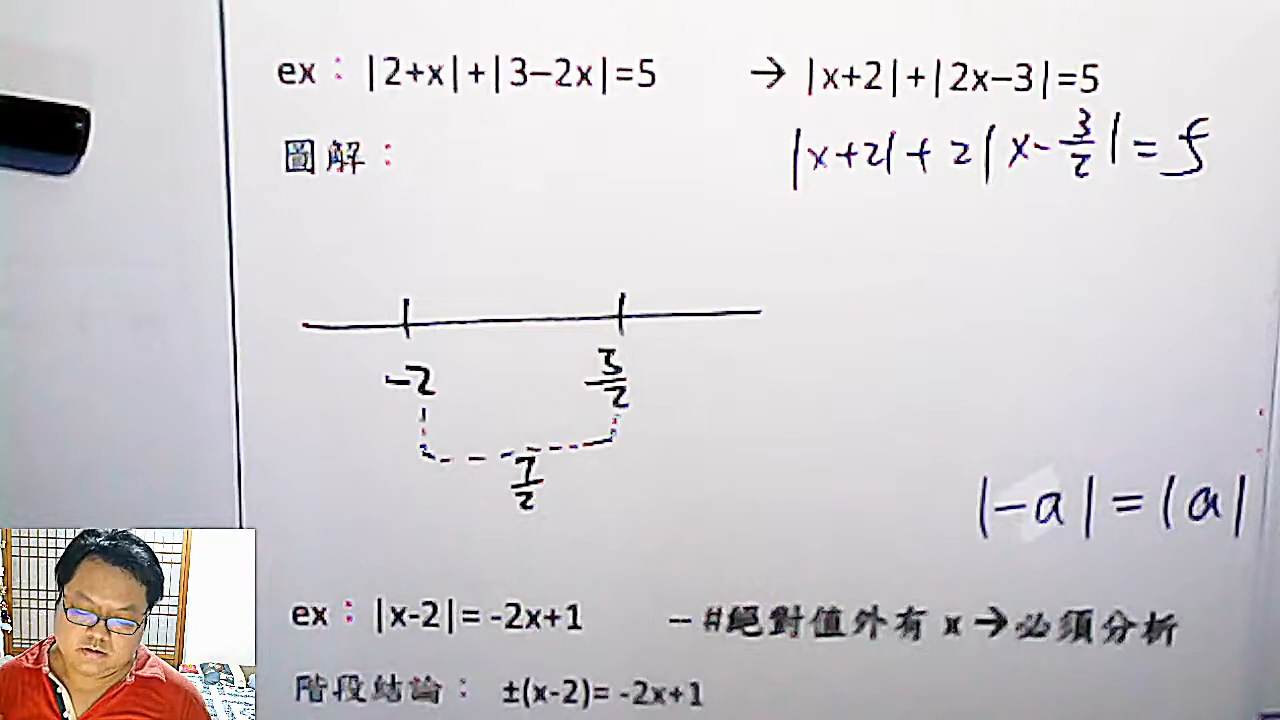 ex：|2+x|+|3−2x|=5 → |x+2|+|2x−3|=5
|x+2|+2|x-3/2|=5
圖解：
-2 3/2
7/2
|-a|=|a|
ex：|x-2|= -2x+1 – #絕對值外有 x→必須分析
階段結論： ±(x-2)= -2x+1